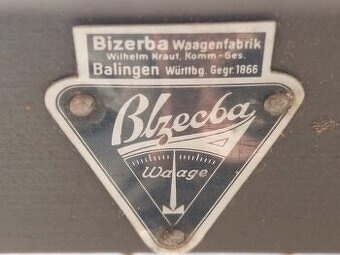 Bizerba Waagenfabrik
Wilhelm Kraut, Komm.-Ges.
Balingen Württbg. Gegr. 1866
Bizerba
Waage